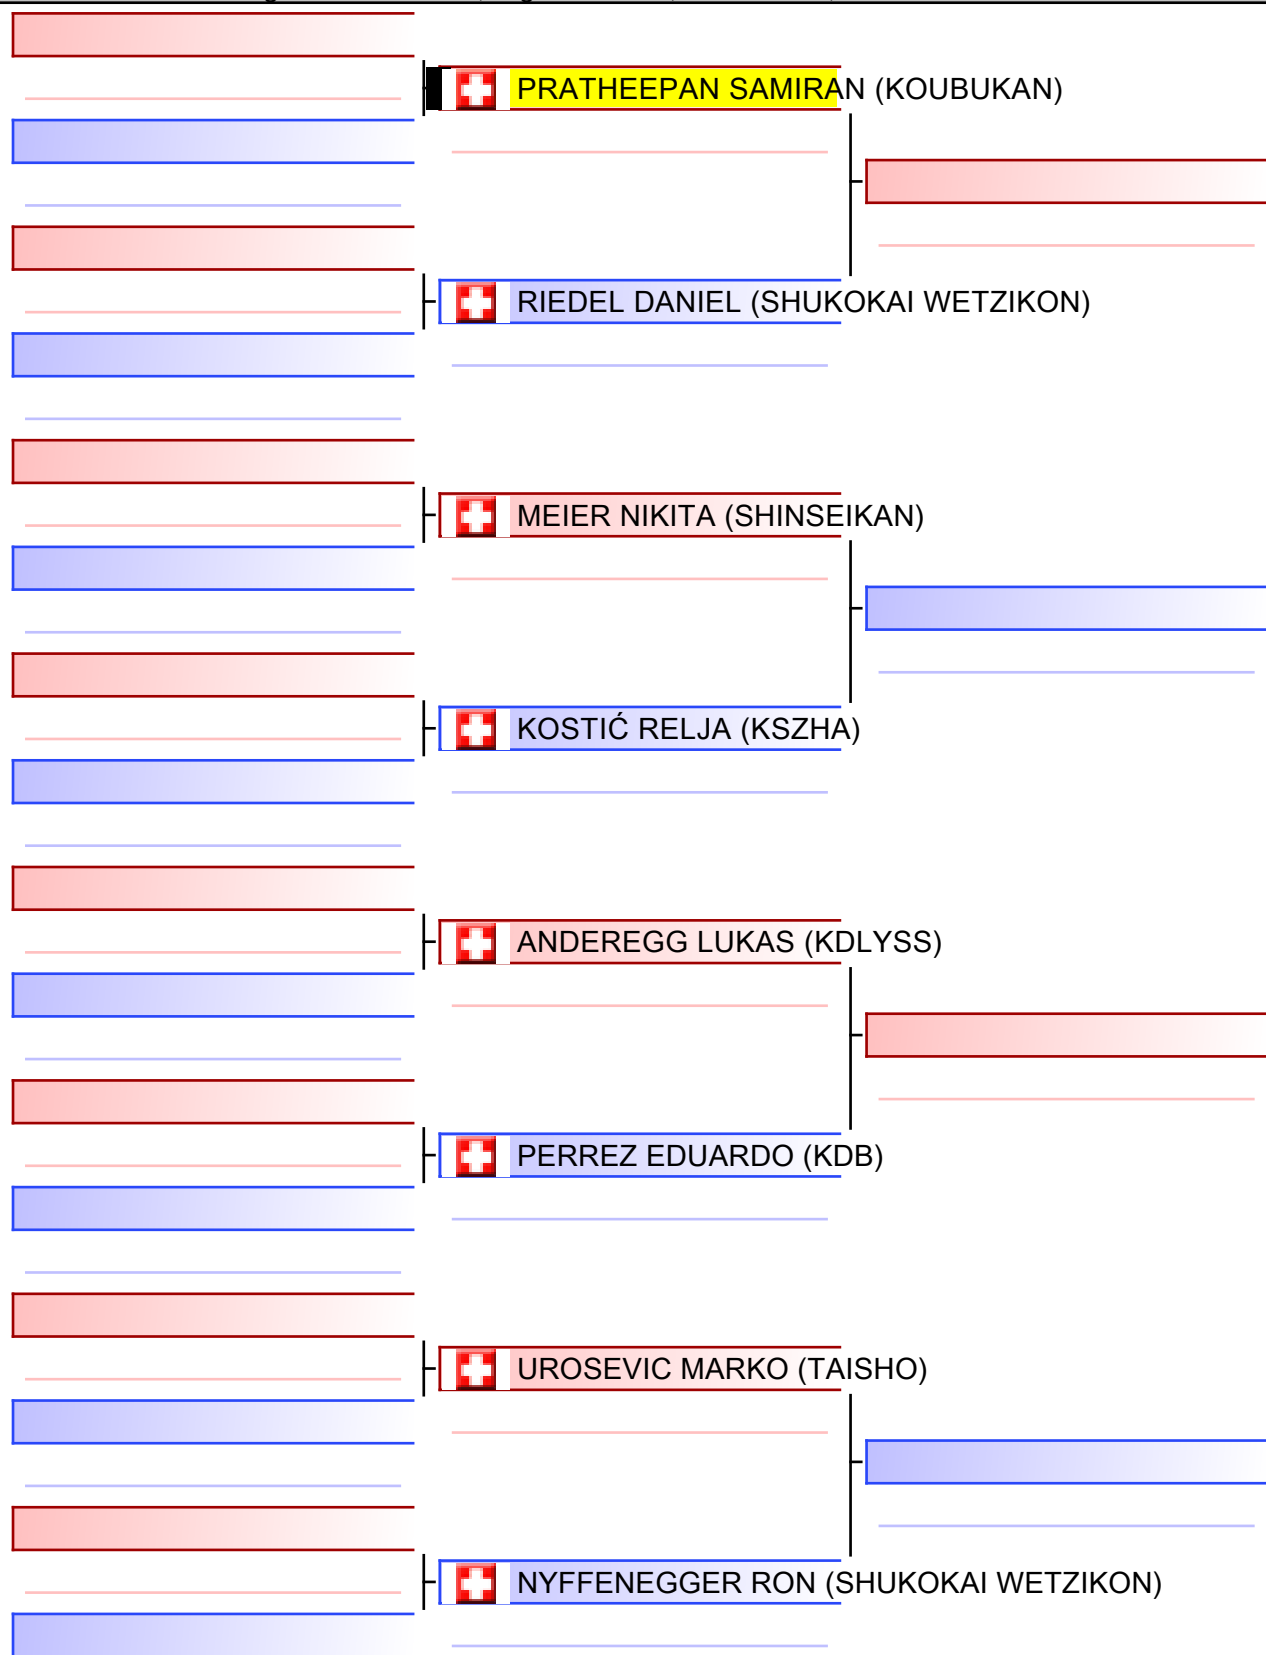 PRATHEEPAN SAMIRAN (KOUBUKAN)
RIEDEL DANIEL (SHUKOKAI WETZIKON)
MEIER NIKITA (SHINSEIKAN)
KOSTIĆ RELJA (KSZHA)
ANDEREGG LUKAS (KDLYSS)
PERREZ EDUARDO (KDB)
UROSEVIC MARKO (TAISHO)
NYFFENEGGER RON (SHUKOKAI WETZIKON)